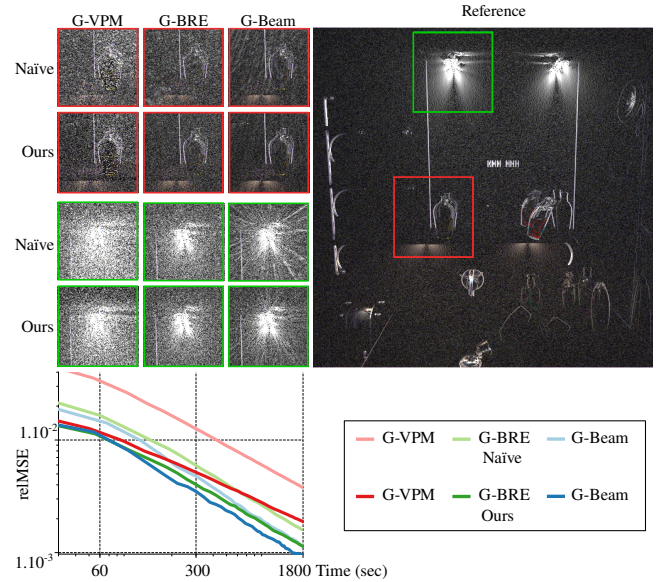 G-VPM G-BRE G-Beam
Reference
Naïve
Ours
Naïve
Ours
relMSE
1.10⁻²
1.10⁻³
60 300 1800 Time (sec)
G-VPM G-BRE G-Beam
Naïve
G-VPM G-BRE G-Beam
Ours